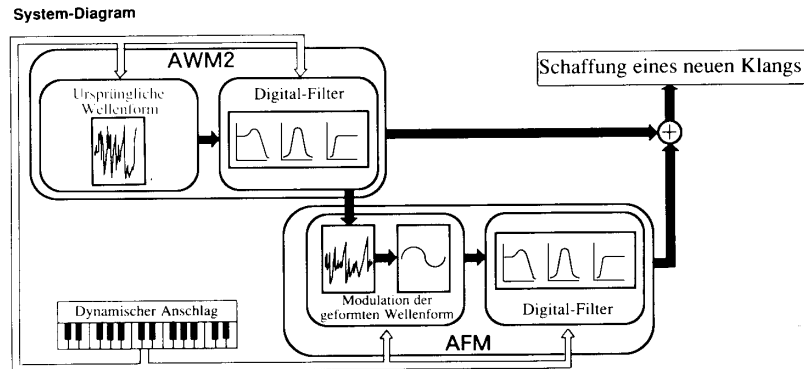 System-Diagram
AWM2
Ursprüngliche
Wellenform
Digital-Filter
Schaffung eines neuen Klangs
Modulation der
geformten Wellenform
Digital-Filter
AFM
Dynamischer Anschlag